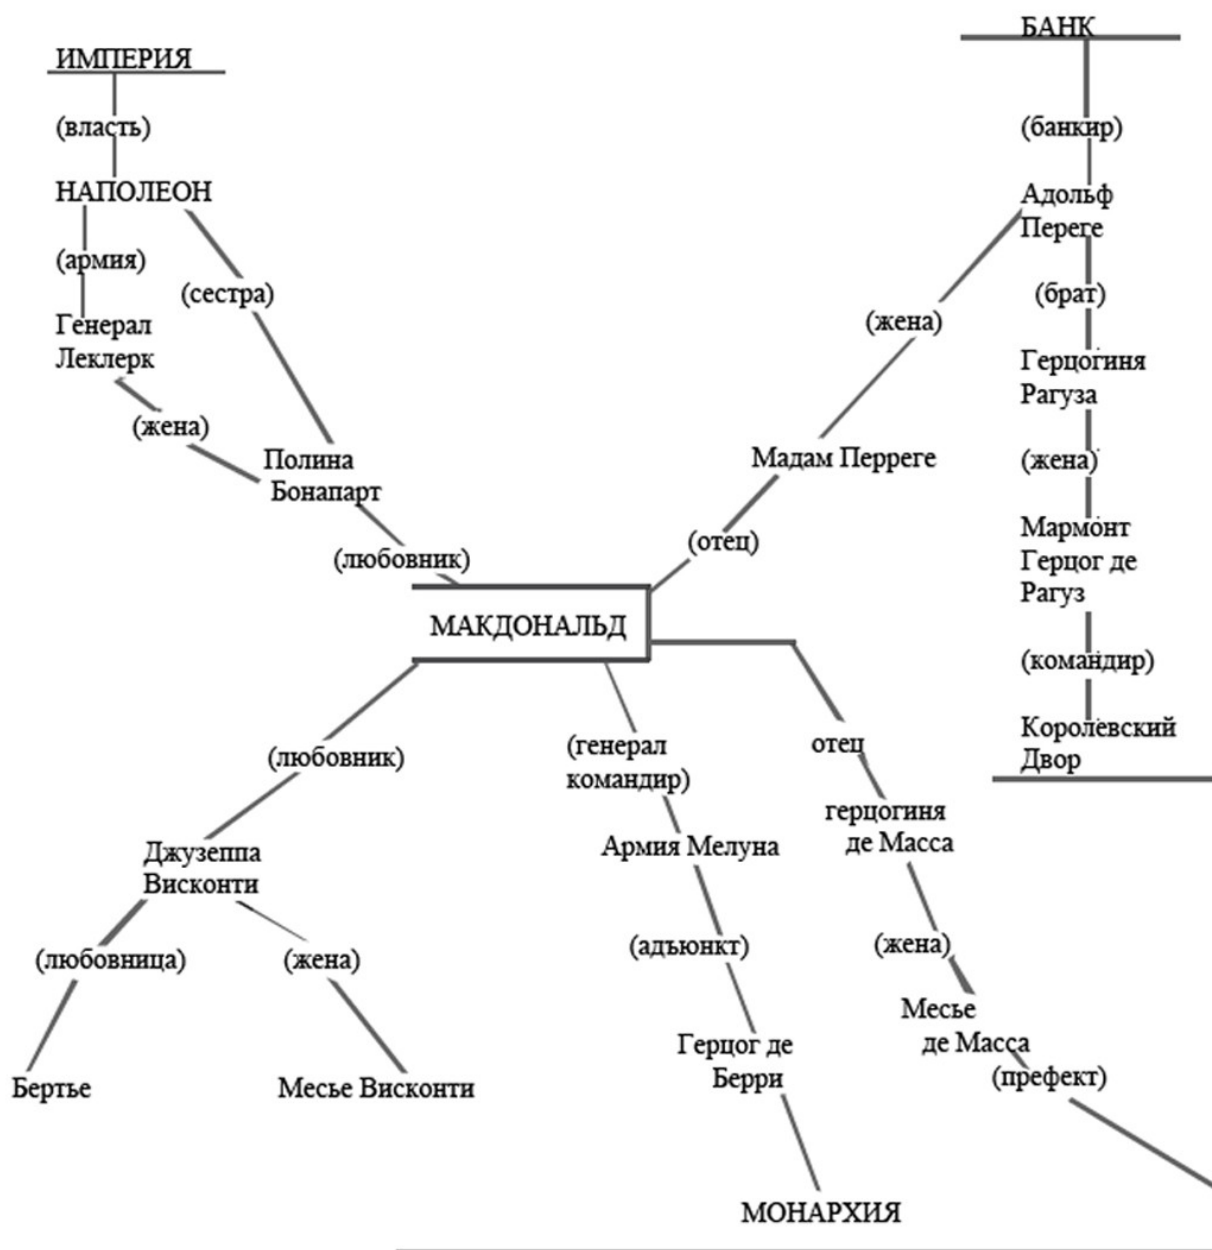 ИМПЕРИЯ
(власть)
НАПОЛЕОН
(армия)
(сестра)
Генерал
Леклерк
(жена)
Полина
Бонапарт
(любовник)
БАНК
(банкир)
Адольф
Переге
(брат)
(жена)
Герцогиня
Рагуза
Мадам Перреге
(жена)
(отец)
Мармонт
Герцог де
Рагуз
(командир)
Королевский
Двор
МАКДОНАЛЬД
(любовник)
Джузеппа
Висконти
(любовница)
(жена)
Бертье
Месье Висконти
(генерал
командир)
Армия Мелуна
(адъюнкт)
Герцог де
Берри
МОНАРХИЯ
отец
герцогиня
де Масса
(жена)
Месье
де Масса
(префект)